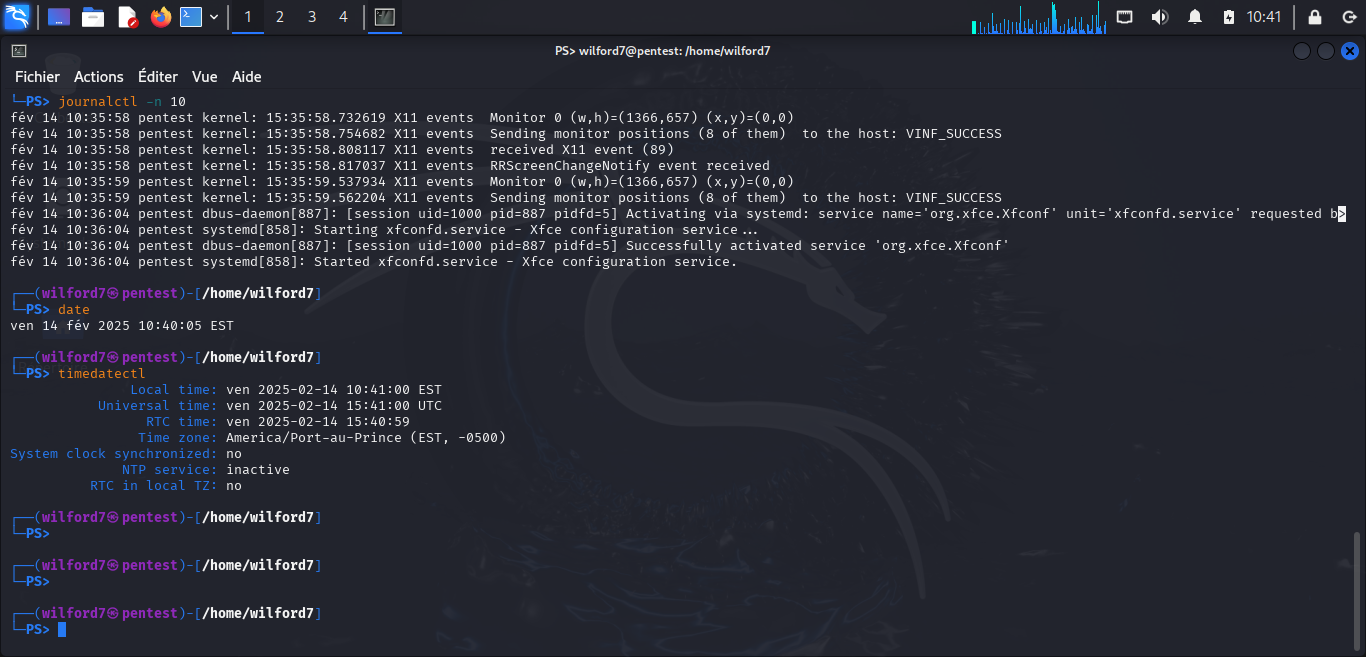 1 2 3 4 10:41
PS> wilford7@pentest: /home/wilford7
Fichier Actions Éditer Vue Aide
└─PS> journalctl -n 10
fév 14 10:35:58 pentest kernel: 15:35:58.732619 X11 events  Monitor 0 (w,h)=(1366,657) (x,y)=(0,0)
fév 14 10:35:58 pentest kernel: 15:35:58.754682 X11 events  Sending monitor positions (8 of them)  to the host: VINF_SUCCESS
fév 14 10:35:58 pentest kernel: 15:35:58.808117 X11 events  received X11 event (89)
fév 14 10:35:58 pentest kernel: 15:35:58.817037 X11 events  RRScreenChangeNotify event received
fév 14 10:35:59 pentest kernel: 15:35:59.537934 X11 events  Monitor 0 (w,h)=(1366,657) (x,y)=(0,0)
fév 14 10:35:59 pentest kernel: 15:35:59.562204 X11 events  Sending monitor positions (8 of them)  to the host: VINF_SUCCESS
fév 14 10:36:04 pentest dbus-daemon[887]: [session uid=1000 pid=887 pidfd=5] Activating via systemd: service name='org.xfce.Xfconf' unit='xfconfd.service' requested b>
fév 14 10:36:04 pentest systemd[858]: Starting xfconfd.service - Xfce configuration service...
fév 14 10:36:04 pentest dbus-daemon[887]: [session uid=1000 pid=887 pidfd=5] Successfully activated service 'org.xfce.Xfconf'
fév 14 10:36:04 pentest systemd[858]: Started xfconfd.service - Xfce configuration service.
┌──(wilford7㉿pentest)-[/home/wilford7]
└─PS> date
ven 14 fév 2025 10:40:05 EST
┌──(wilford7㉿pentest)-[/home/wilford7]
└─PS> timedatectl
Local time: ven 2025-02-14 10:41:00 EST
Universal time: ven 2025-02-14 15:41:00 UTC
RTC time: ven 2025-02-14 15:40:59
Time zone: America/Port-au-Prince (EST, -0500)
System clock synchronized: no
NTP service: inactive
RTC in local TZ: no
┌──(wilford7㉿pentest)-[/home/wilford7]
└─PS>
┌──(wilford7㉿pentest)-[/home/wilford7]
└─PS>
┌──(wilford7㉿pentest)-[/home/wilford7]
└─PS>